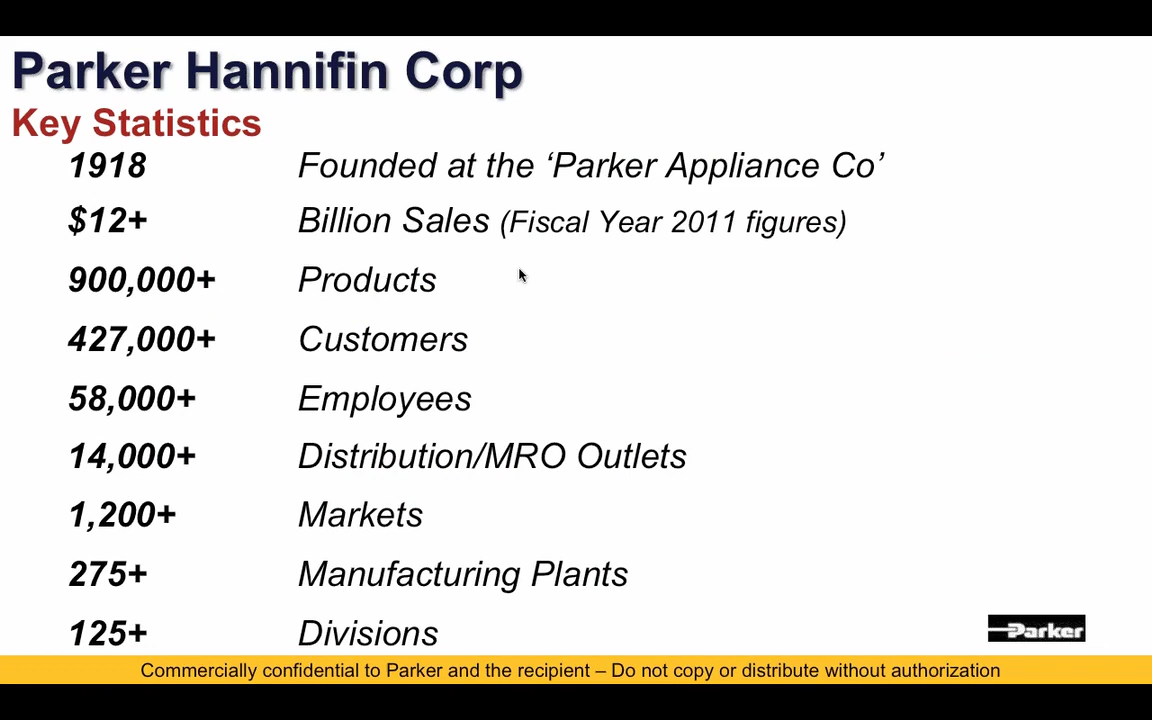 Parker Hannifin Corp
Key Statistics
1918 Founded at the ‘Parker Appliance Co’
$12+ Billion Sales (Fiscal Year 2011 figures)
900,000+ Products
427,000+ Customers
58,000+ Employees
14,000+ Distribution/MRO Outlets
1,200+ Markets
275+ Manufacturing Plants
125+ Divisions
Parker
Commercially confidential to Parker and the recipient – Do not copy or distribute without authorization